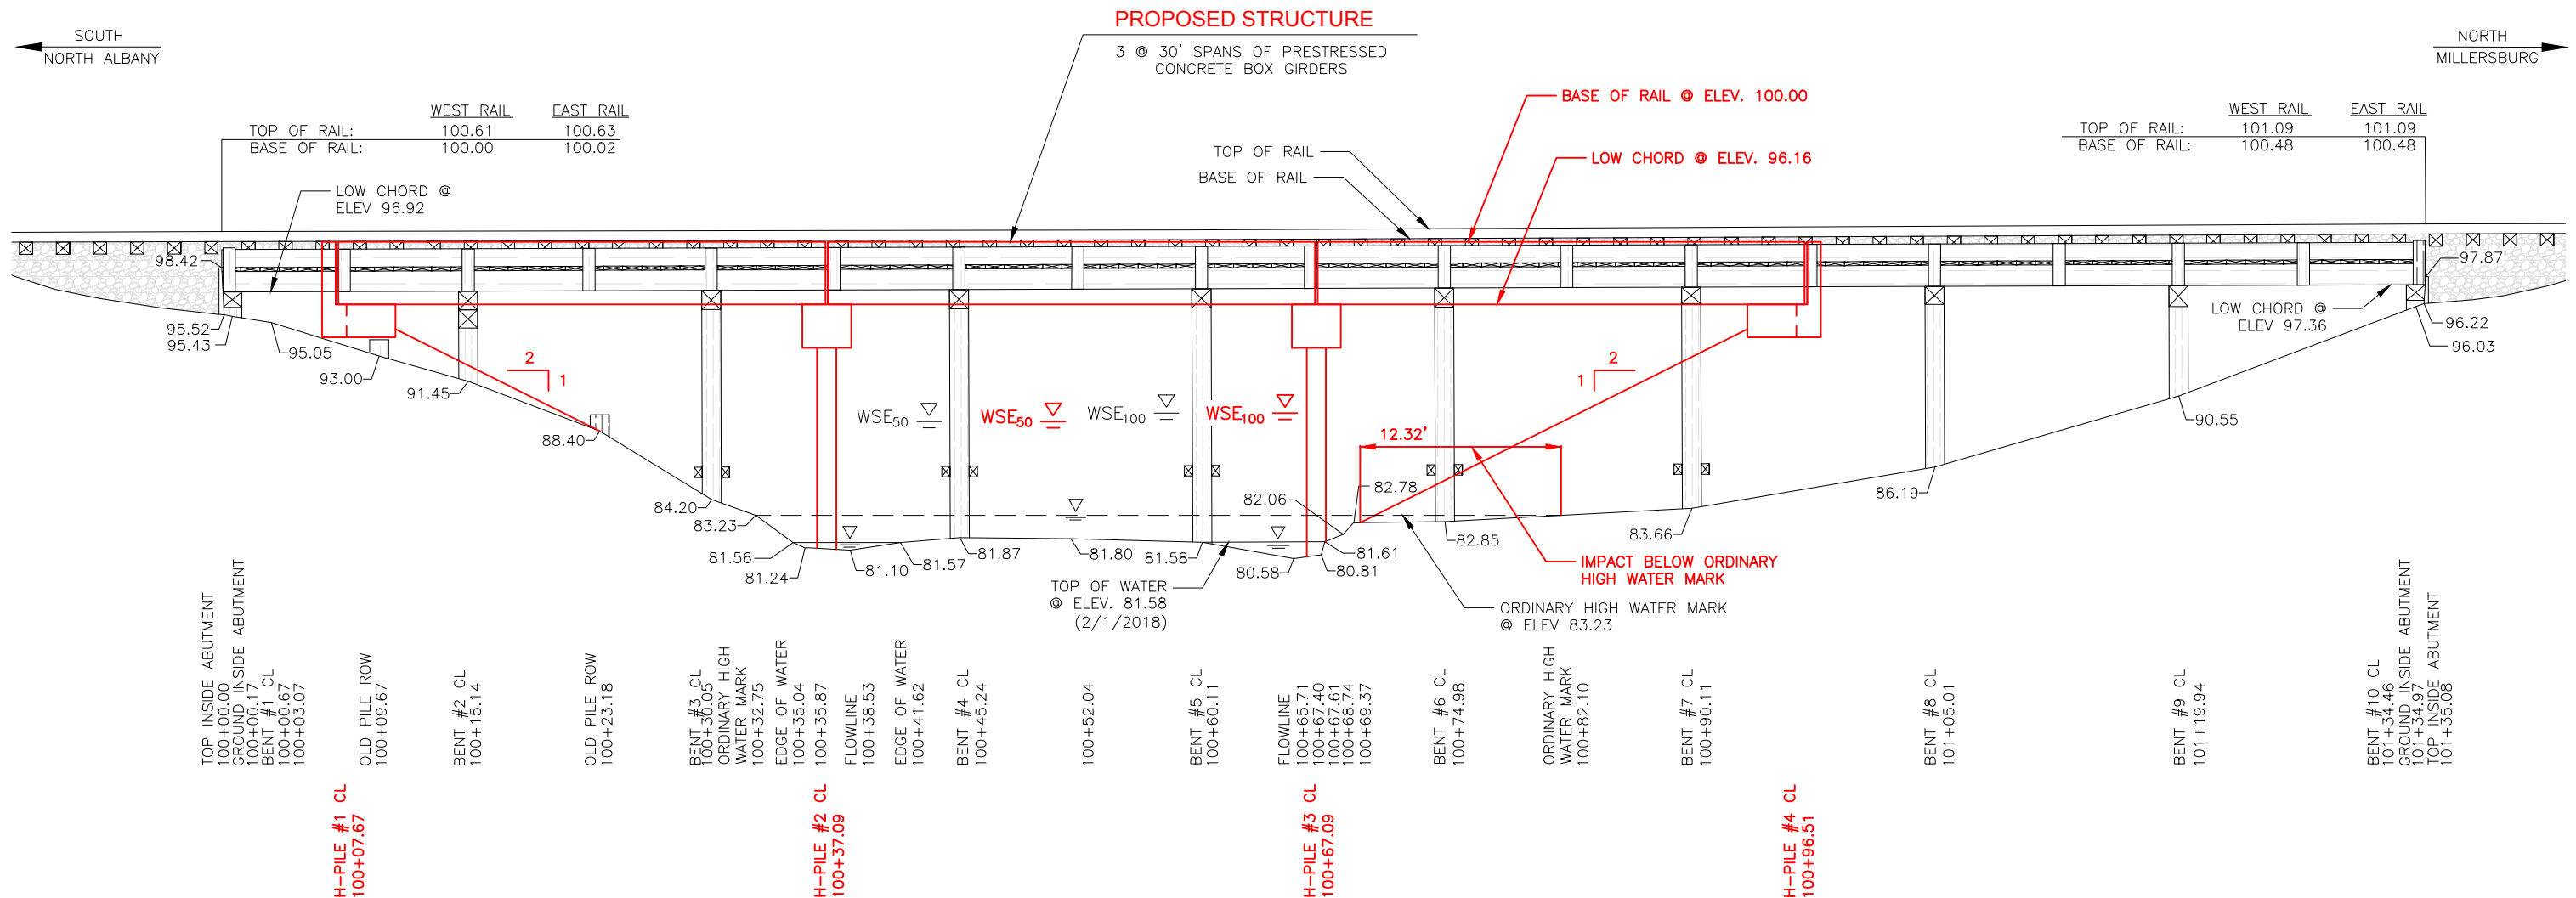 PROPOSED STRUCTURE
3 @ 30' SPANS OF PRESTRESSED
CONCRETE BOX GIRDERS
SOUTH
NORTH ALBANY
NORTH
MILLERSBURG
WEST RAIL EAST RAIL
TOP OF RAIL: 100.61 100.63
BASE OF RAIL: 100.00 100.02
BASE OF RAIL @ ELEV. 100.00
WEST RAIL EAST RAIL
TOP OF RAIL: 101.09 101.09
BASE OF RAIL: 100.48 100.48
TOP OF RAIL
BASE OF RAIL
LOW CHORD @ ELEV. 96.16
LOW CHORD @
ELEV 96.92
98.42
97.87
95.52
95.43
95.05
93.00
91.45
88.40
2
1
84.20
83.23
81.56
81.24
81.10
81.57
81.87
81.80
81.58
80.58
80.81
81.61
82.06
82.78
82.85
83.66
86.19
90.55
LOW CHORD @
ELEV 97.36
96.22
96.03
WSE50
WSE50
WSE100
WSE100
12.32'
2
1
TOP OF WATER
@ ELEV. 81.58
(2/1/2018)
IMPACT BELOW ORDINARY
HIGH WATER MARK
ORDINARY HIGH WATER MARK
@ ELEV 83.23
TOP INSIDE ABUTMENT
100+00.00
GROUND INSIDE ABUTMENT
100+00.17
BENT #1 CL
100+00.67
100+03.07
OLD PILE ROW
100+09.67
BENT #2 CL
100+15.14
OLD PILE ROW
100+23.18
BENT #3 CL
100+30.05
ORDINARY HIGH
WATER MARK
100+32.75
EDGE OF WATER
100+35.04
100+35.87
FLOWLINE
100+38.53
EDGE OF WATER
100+41.62
BENT #4 CL
100+45.24
100+52.04
BENT #5 CL
100+60.11
FLOWLINE
100+65.71
100+67.40
100+67.61
100+68.74
100+69.37
BENT #6 CL
100+74.98
ORDINARY HIGH
WATER MARK
100+82.10
BENT #7 CL
100+90.11
BENT #8 CL
101+05.01
BENT #9 CL
101+19.94
BENT #10 CL
101+34.46
GROUND INSIDE ABUTMENT
101+34.97
TOP INSIDE ABUTMENT
101+35.08
H-PILE #1 CL
100+07.67
H-PILE #2 CL
100+37.09
H-PILE #3 CL
100+67.09
H-PILE #4 CL
100+96.51